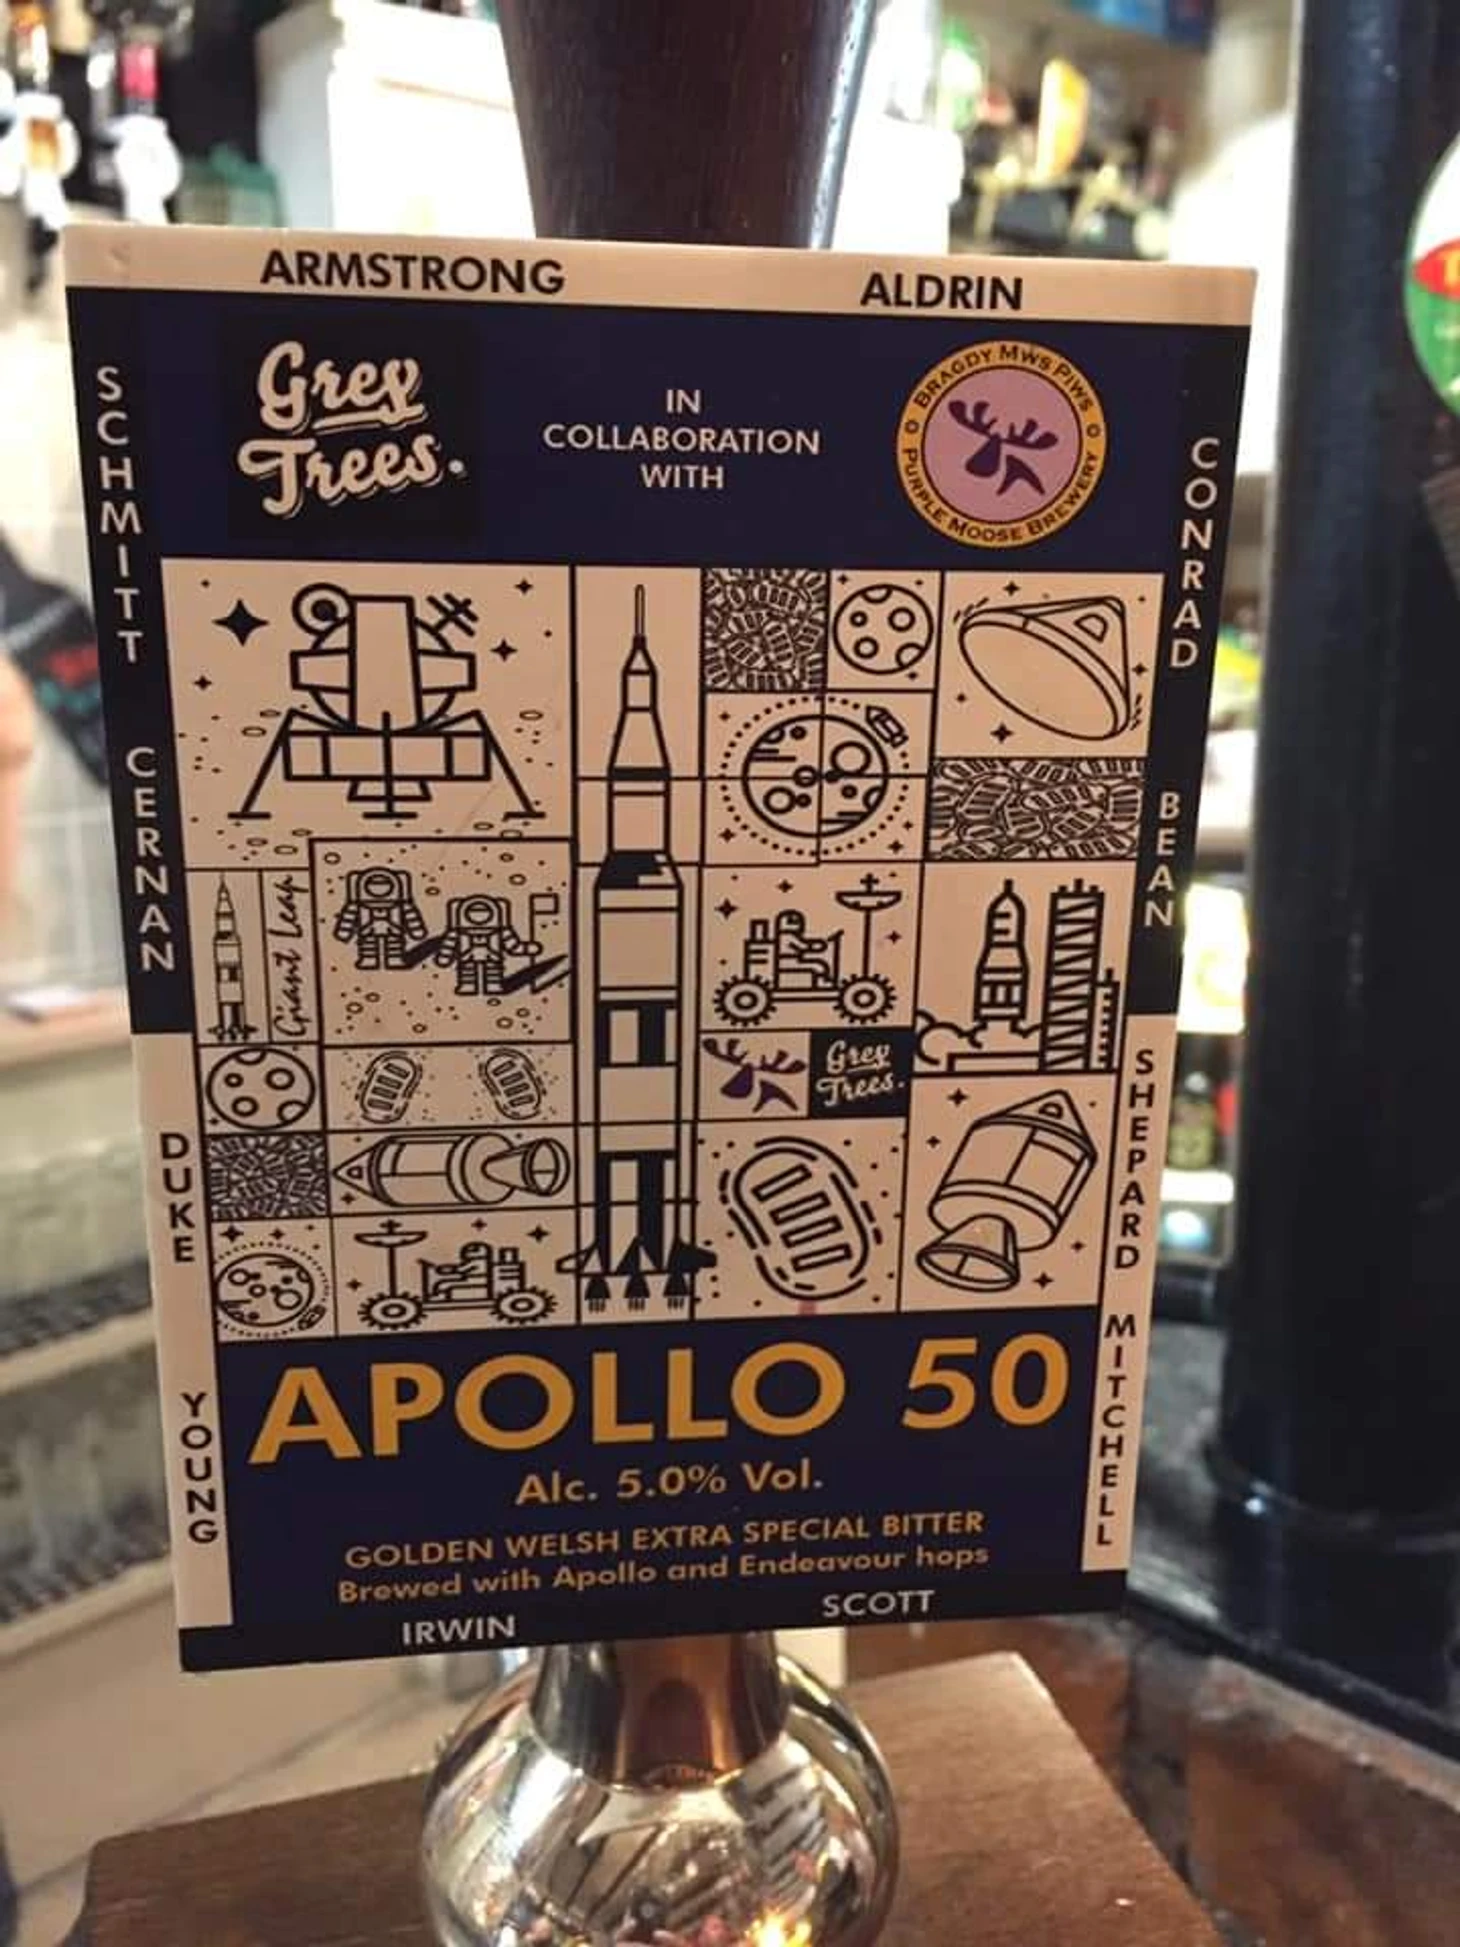 ARMSTRONG
ALDRIN
SCHMITT
CERNAN
DUKE
YOUNG
Grey
Trees.
IN
COLLABORATION
WITH
BRAGDY MWS PIWS
PURPLE MOOSE BREWERY
CONRAD
BEAN
SHEPARD
MITCHELL
Giant Leap
Grey
Trees.
APOLLO 50
Alc. 5.0% Vol.
GOLDEN WELSH EXTRA SPECIAL BITTER
Brewed with Apollo and Endeavour hops
IRWIN
SCOTT